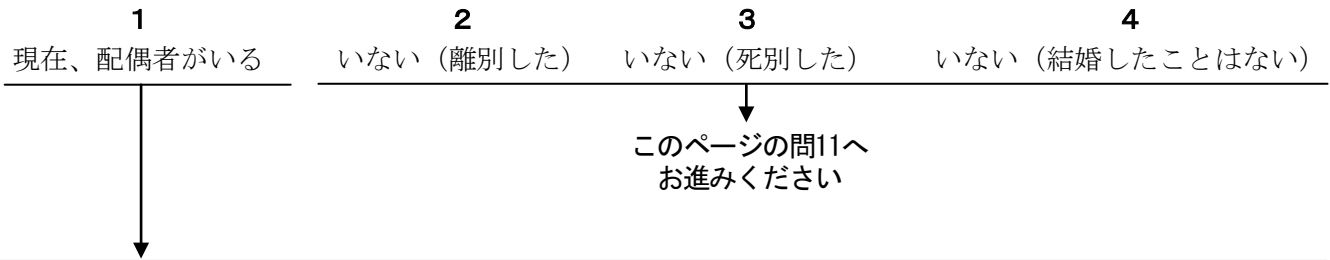 1 2 3 4
現在、配偶者がいる いない（離別した） いない（死別した） いない（結婚したことはない）
このページの問11へ
お進みください